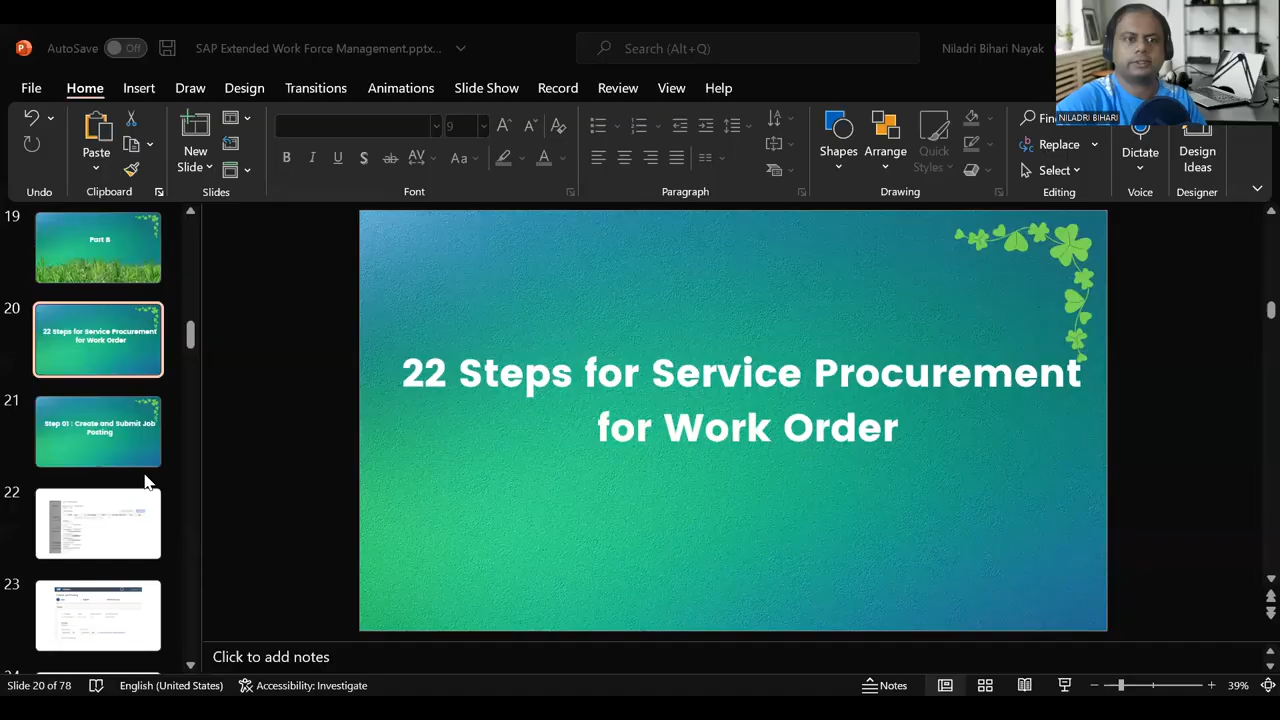 AutoSave Off SAP Extended Work Force Management.pptx... Search (Alt+Q) Niladri Bihari Nayak
NILADRI BIHARI
File Home Insert Draw Design Transitions Animations Slide Show Record Review View Help
Paste
New
Slide
9
Aa
Shapes
Arrange
Quick
Styles
Replace
Select
Dictate
Design
Ideas
Undo Clipboard Slides Font Paragraph Drawing Editing Voice Designer
19
Part B
20
22 Steps for Service Procurement
for Work Order
21
Step 01 : Create and Submit Job
Posting
22
23
22 Steps for Service Procurement
for Work Order
Click to add notes
Slide 20 of 78 English (United States) Accessibility: Investigate Notes 39%